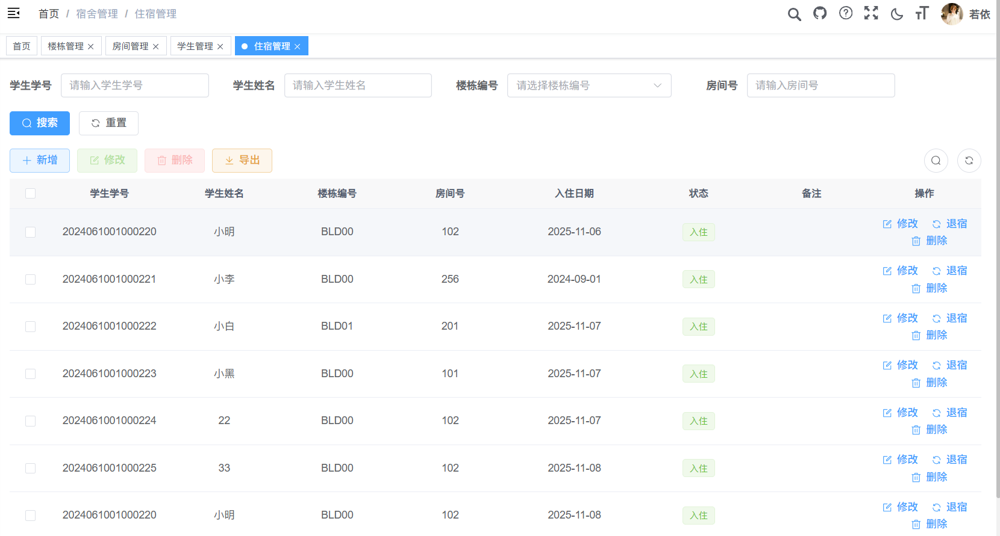 首页 / 宿舍管理 / 住宿管理
若依
首页 楼栋管理 房间管理 学生管理 住宿管理
学生学号 请输入学生学号 学生姓名 请输入学生姓名 楼栋编号 请选择楼栋编号 房间号 请输入房间号
搜索 重置
新增 修改 删除 导出
学生学号 学生姓名 楼栋编号 房间号 入住日期 状态 备注 操作
2024061001000220 小明 BLD00 102 2025-11-06 入住 修改 退宿
删除
2024061001000221 小李 BLD00 256 2024-09-01 入住 修改 退宿
删除
2024061001000222 小白 BLD01 201 2025-11-07 入住 修改 退宿
删除
2024061001000223 小黑 BLD00 101 2025-11-07 入住 修改 退宿
删除
2024061001000224 22 BLD00 102 2025-11-07 入住 修改 退宿
删除
2024061001000225 33 BLD00 102 2025-11-08 入住 修改 退宿
删除
2024061001000220 小明 BLD00 102 2025-11-08 入住 修改 退宿
删除